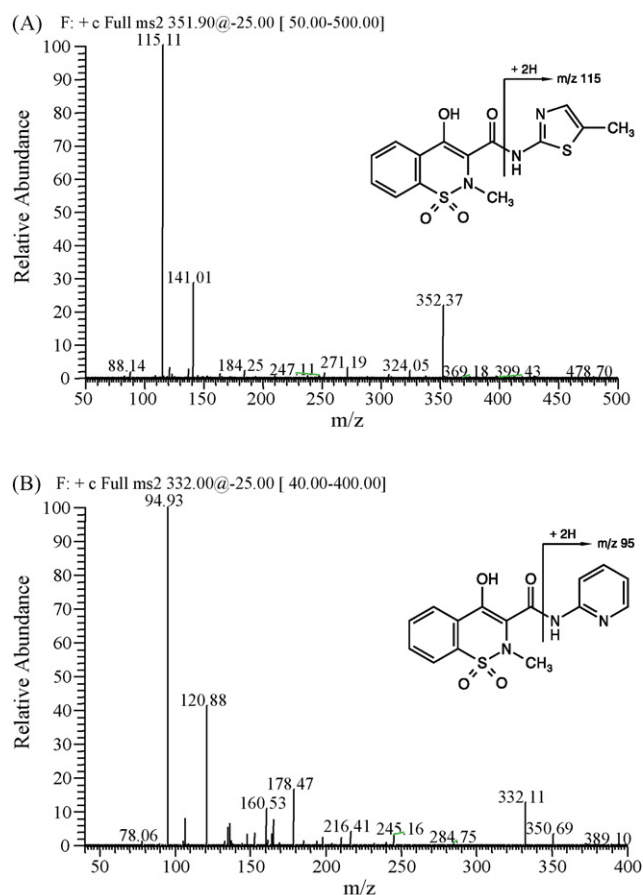 (A) F: + c Full ms2 351.90@-25.00 [ 50.00-500.00]
115.11
100
90
80
70
60
50
40
30
20
10
0
Relative Abundance
141.01
352.37
88.14
184.25
247.11
271.19
324.05
369.18
399.43
478.70
50 100 150 200 250 300 350 400 450 500
m/z
+ 2H
m/z 115
OH
O
N
CH3
N
H
S
N
CH3
S
O O
(B) F: + c Full ms2 332.00@-25.00 [ 40.00-400.00]
94.93
100
90
80
70
60
50
40
30
20
10
0
Relative Abundance
120.88
178.47
160.53
332.11
78.06
216.41
245.16
284.75
350.69
389.10
50 100 150 200 250 300 350 400
m/z
+ 2H
m/z 95
OH
O
N
H
N
N
CH3
S
O O